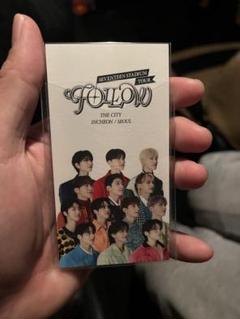 SEVENTEEN STADIUM
TOUR
FOLLOW
THE CITY
INCHEON / SEOUL